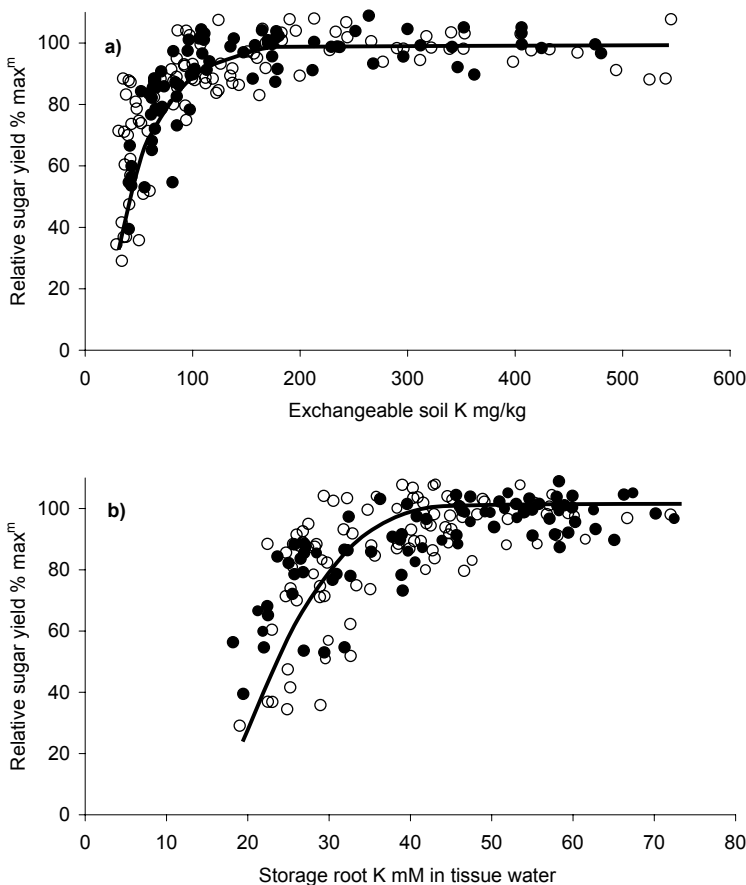 a)
Relative sugar yield % maxᵐ
100
80
60
40
20
0
0 100 200 300 400 500 600
Exchangeable soil K mg/kg
b)
Relative sugar yield % maxᵐ
100
80
60
40
20
0
0 10 20 30 40 50 60 70 80
Storage root K mM in tissue water